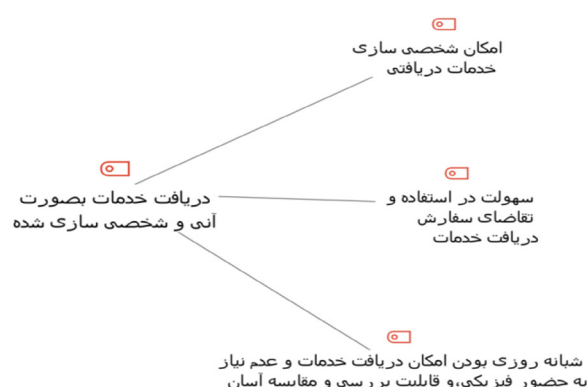 امکان شخصی سازی
خدمات دریافتی
دریافت خدمات بصورت
آنی و شخصی سازی شده
سهولت در استفاده و
تقاضای سفارش
دریافت خدمات
شبانه روزی بودن امکان دریافت خدمات و عدم نیاز
به حضور فیزیکی،و قابلیت بررسی و مقایسه آسان